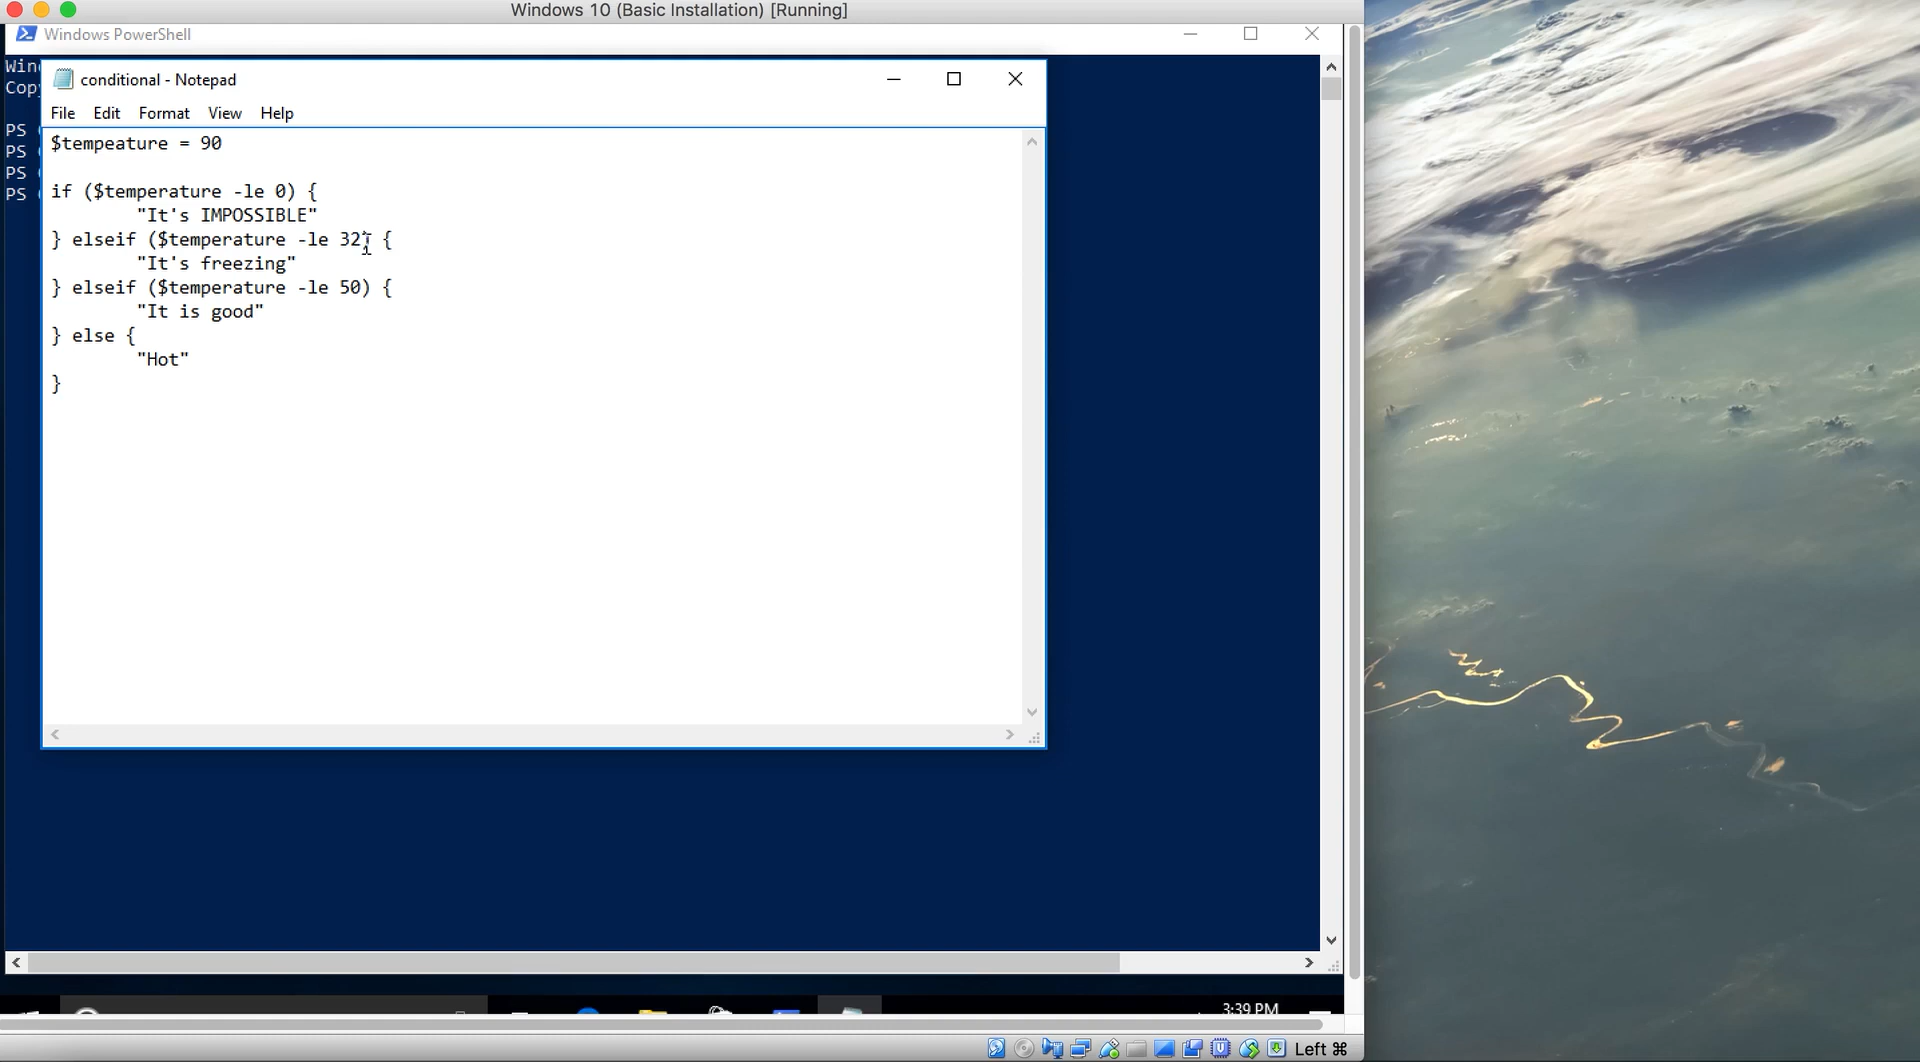 Windows 10 (Basic Installation) [Running]
Windows PowerShell
Wind
Copy
conditional - Notepad
File Edit Format View Help
PS
PS
PS
PS
$tempeature = 90
if ($temperature -le 0) {
"It's IMPOSSIBLE"
} elseif ($temperature -le 32) {
"It's freezing"
} elseif ($temperature -le 50) {
"It is good"
} else {
"Hot"
}
3:39 PM
Left ⌘